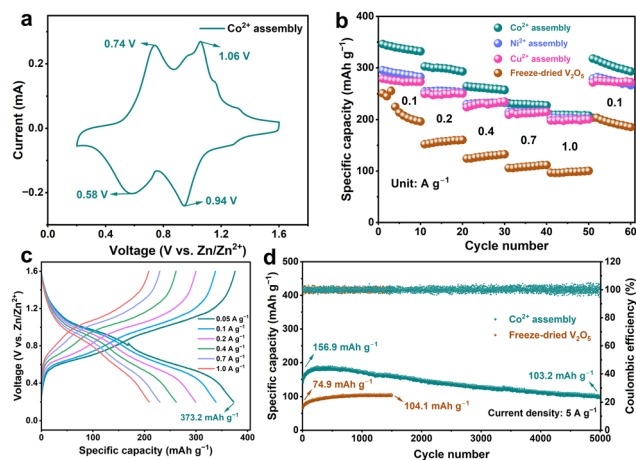 a
Co²⁺ assembly
0.74 V
1.06 V
0.58 V
0.94 V
Current (mA)
0.2
0.0
−0.2
0.0 0.4 0.8 1.2 1.6
Voltage (V vs. Zn/Zn²⁺)
b
Co²⁺ assembly
Ni²⁺ assembly
Cu²⁺ assembly
Freeze-dried V₂O₅
0.1
0.2
0.4
0.7
1.0
0.1
Unit: A g⁻¹
Specific capacity (mAh g⁻¹)
400
300
200
100
0
0 10 20 30 40 50 60
Cycle number
c
0.05 A g⁻¹
0.1 A g⁻¹
0.2 A g⁻¹
0.4 A g⁻¹
0.7 A g⁻¹
1.0 A g⁻¹
373.2 mAh g⁻¹
Voltage (V vs. Zn/Zn²⁺)
1.6
1.2
0.8
0.4
0.0
0 100 200 300 400
Specific capacity (mAh g⁻¹)
d
Co²⁺ assembly
Freeze-dried V₂O₅
156.9 mAh g⁻¹
103.2 mAh g⁻¹
74.9 mAh g⁻¹
104.1 mAh g⁻¹
Current density: 5 A g⁻¹
Specific capacity (mAh g⁻¹)
500
400
300
200
100
0
0 1000 2000 3000 4000 5000
Cycle number
120
100
80
60
40
20
0
Coulombic efficiency (%)